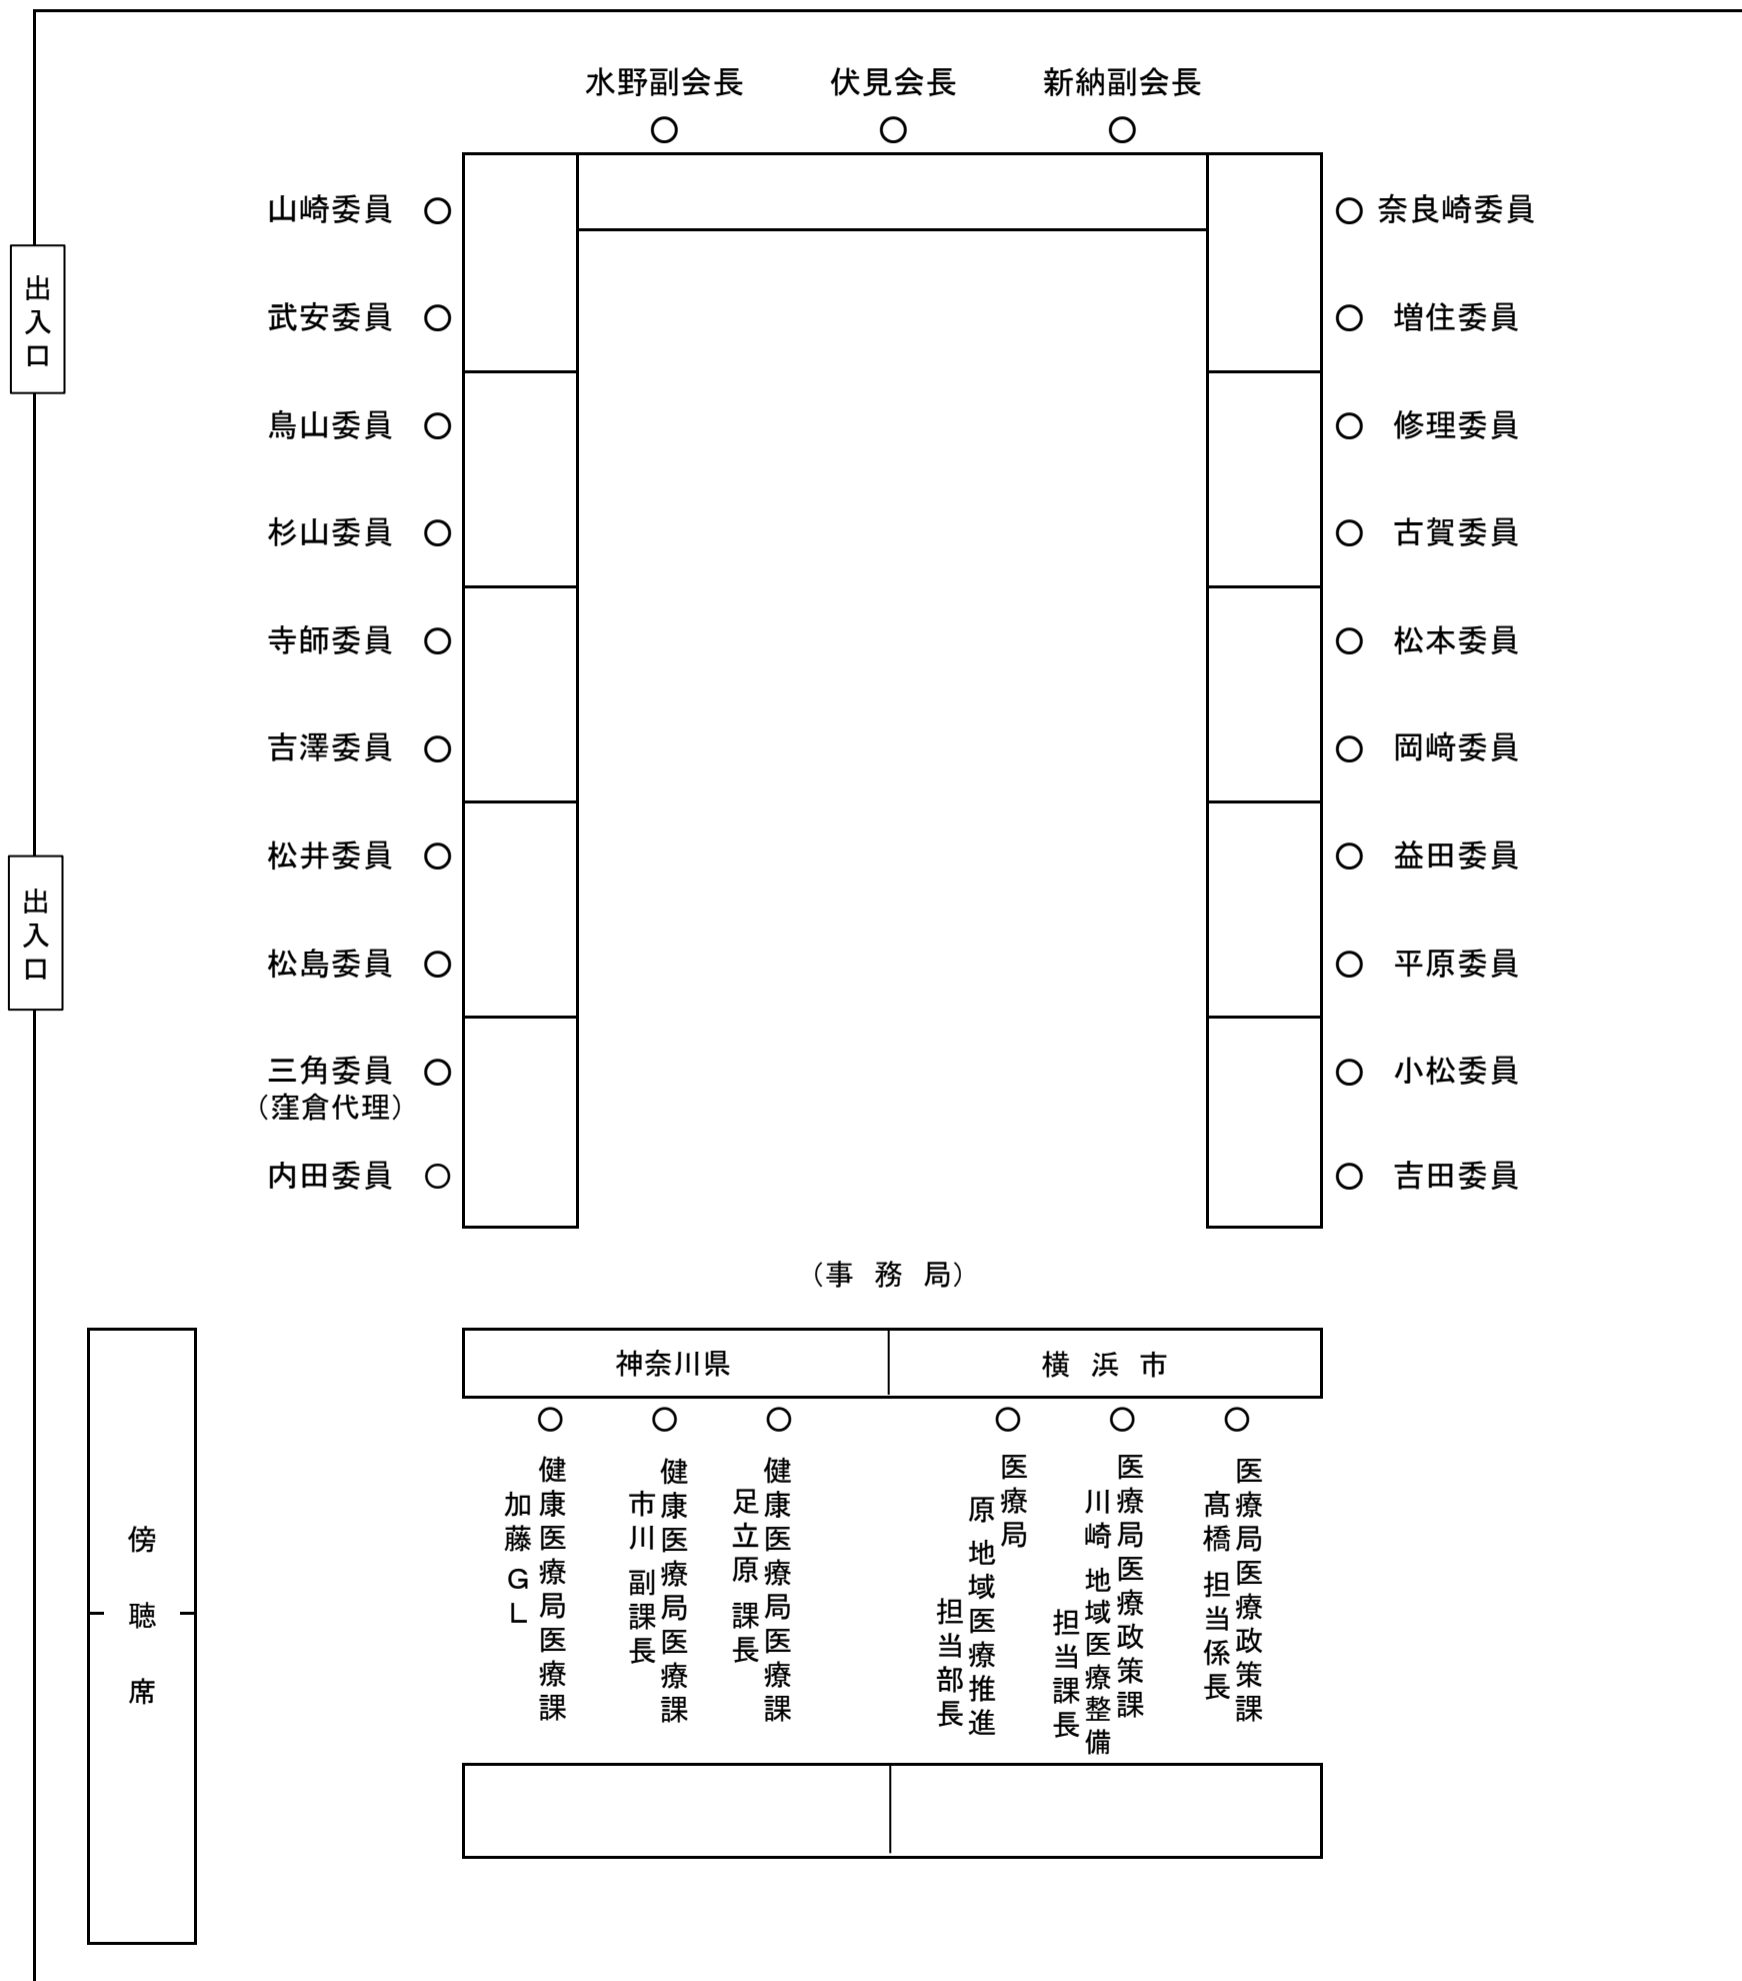 水野副会長
伏見会長
新納副会長
山崎委員
奈良崎委員
武安委員
増住委員
出入口
鳥山委員
修理委員
杉山委員
古賀委員
寺師委員
松本委員
吉澤委員
岡﨑委員
松井委員
益田委員
出入口
松島委員
平原委員
三角委員
(窪倉代理)
小松委員
内田委員
吉田委員
(事 務 局)
神奈川県
横 浜 市
健康医療局医療課
加藤 GL
健康医療局医療課
市川 副課長
健康医療局医療課
足立原 課長
医療局
原 地域医療推進
担当部長
医療局医療政策課
川崎 地域医療整備
担当課長
医療局医療政策課
髙橋 担当係長
傍聴席